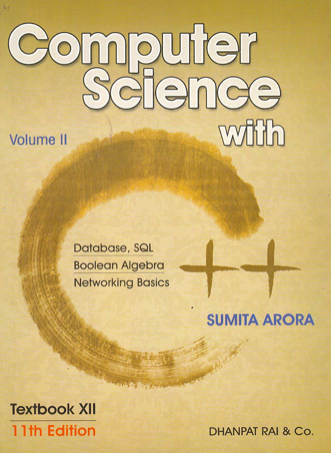 Computer
Science
with
Volume II
C++
Database, SQL
Boolean Algebra
Networking Basics
SUMITA ARORA
Textbook XII
11th Edition
DHANPAT RAI & Co.